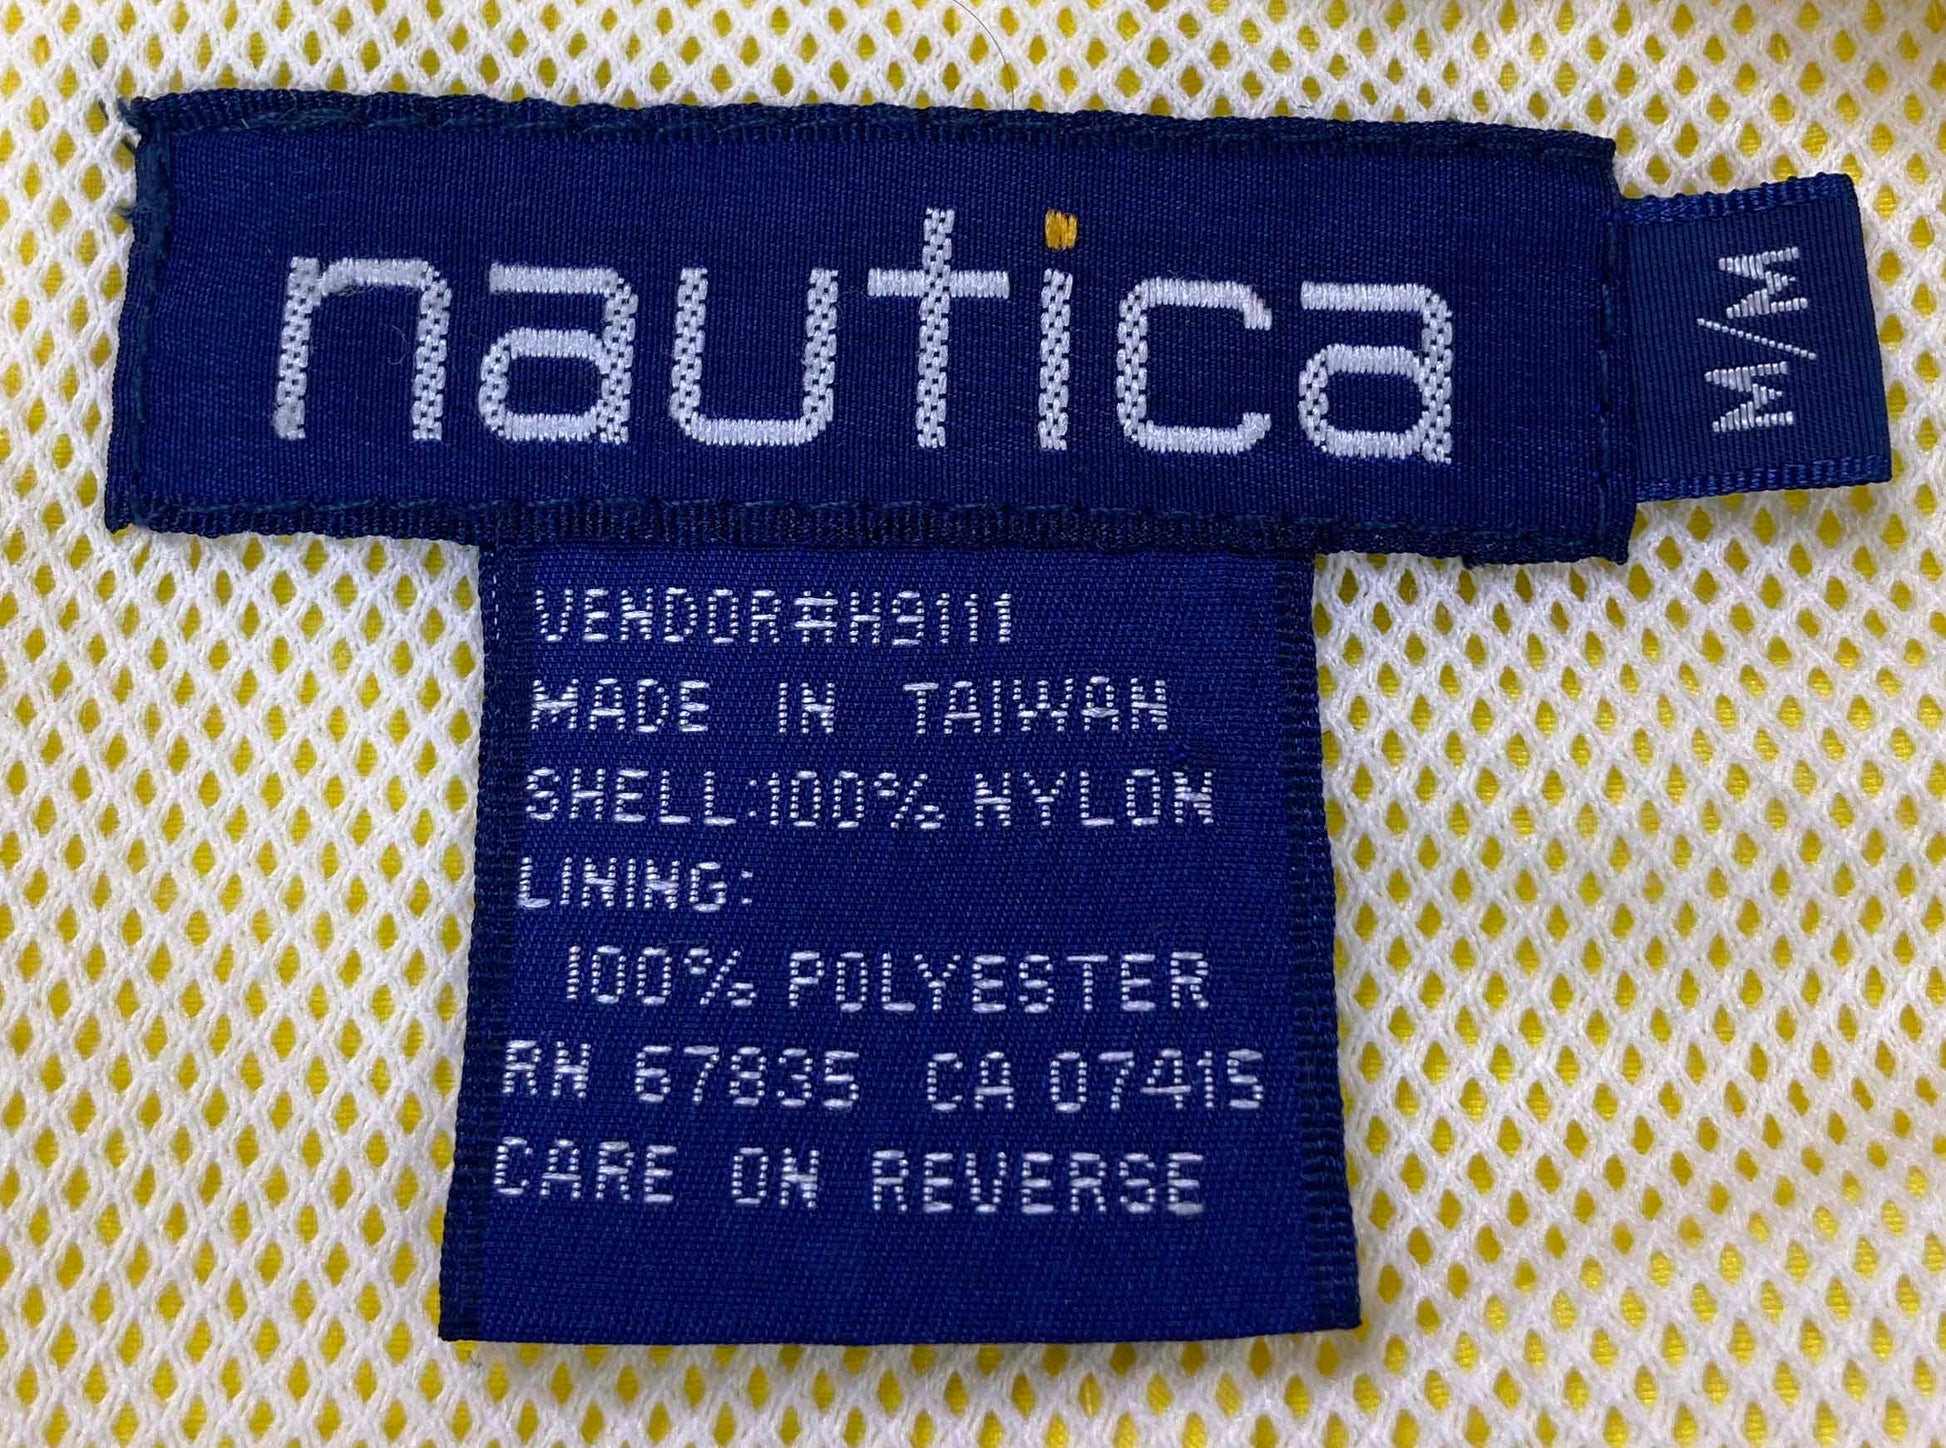 nautica
M/M
VENDOR#H9111
MADE IN TAIWAN
SHELL:100% NYLON
LINING:
100% POLYESTER
RN 67835 CA 07415
CARE ON REVERSE